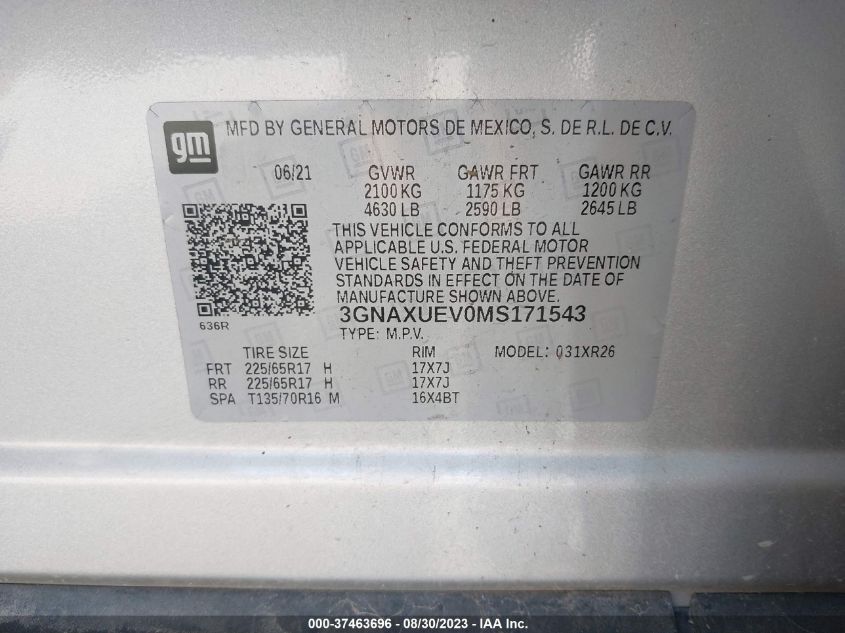 gm
MFD BY GENERAL MOTORS DE MEXICO, S. DE R.L. DE C.V.
06/21 GVWR GAWR FRT GAWR RR
2100 KG 1175 KG 1200 KG
4630 LB 2590 LB 2645 LB
THIS VEHICLE CONFORMS TO ALL
APPLICABLE U.S. FEDERAL MOTOR
VEHICLE SAFETY AND THEFT PREVENTION
STANDARDS IN EFFECT ON THE DATE OF
MANUFACTURE SHOWN ABOVE.
3GNAXUEV0MS171543
636R
TYPE: M.P.V.
TIRE SIZE RIM MODEL: 031XR26
FRT 225/65R17 H 17X7J
RR 225/65R17 H 17X7J
SPA T135/70R16 M 16X4BT
000-37463696 - 08/30/2023 - IAA Inc.